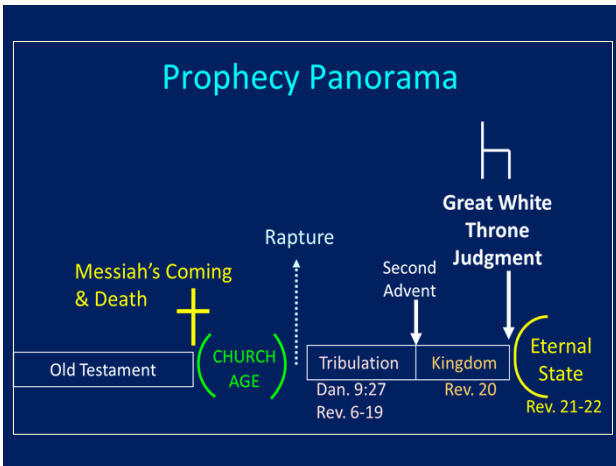 Prophecy Panorama
Great White
Throne
Judgment
Rapture
Second
Advent
Messiah's Coming
& Death
Old Testament
CHURCH
AGE
Tribulation
Kingdom
Eternal
State
Dan. 9:27
Rev. 6-19
Rev. 20
Rev. 21-22